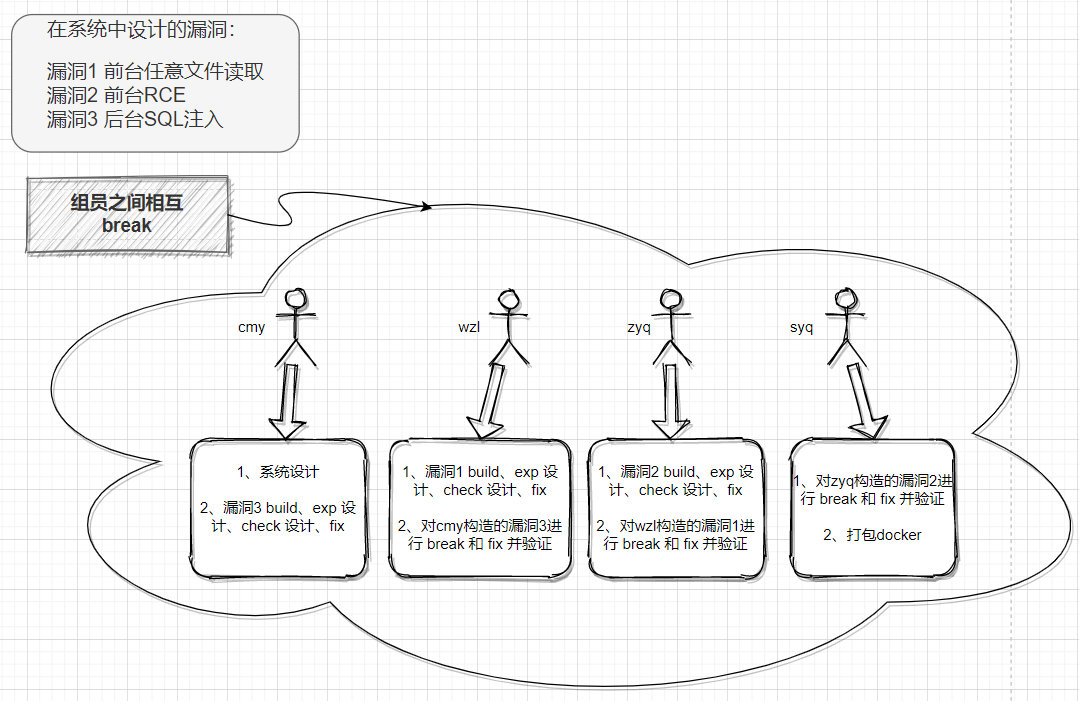 在系统中设计的漏洞：
漏洞1 前台任意文件读取
漏洞2 前台RCE
漏洞3 后台SQL注入
组员之间相互
break
cmy
wzl
zyq
syq
1、系统设计
2、漏洞3 build、exp 设
计、check 设计、fix
1、漏洞1 build、exp 设
计、check 设计、fix
2、对cmy构造的漏洞3进
行 break 和 fix 并验证
1、漏洞2 build、exp 设
计、check 设计、fix
2、对wzl构造的漏洞1进
行 break 和 fix 并验证
1、对zyq构造的漏洞2进
行 break 和 fix 并验证
2、打包docker